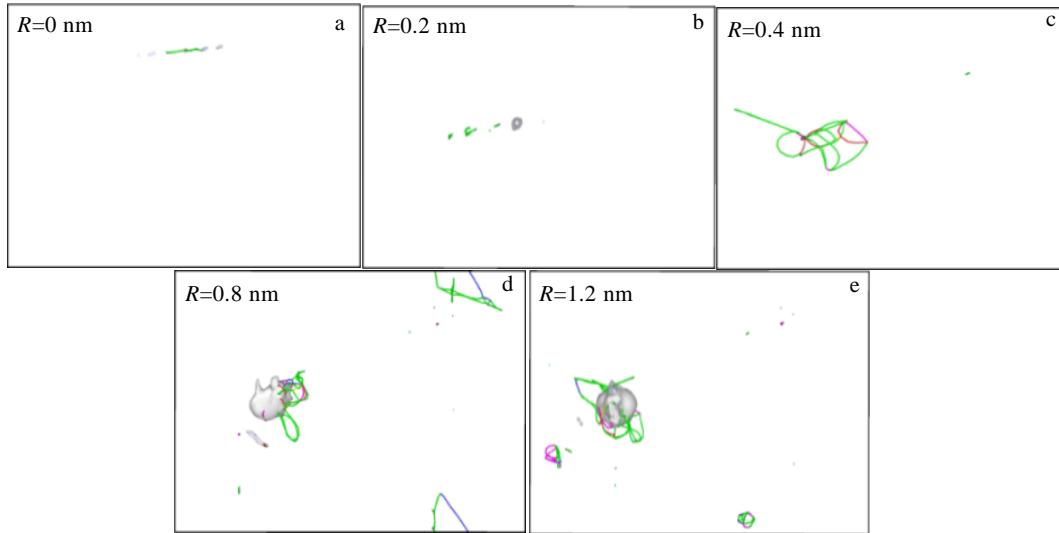 R=0 nm
a
R=0.2 nm
b
R=0.4 nm
c
R=0.8 nm
d
R=1.2 nm
e